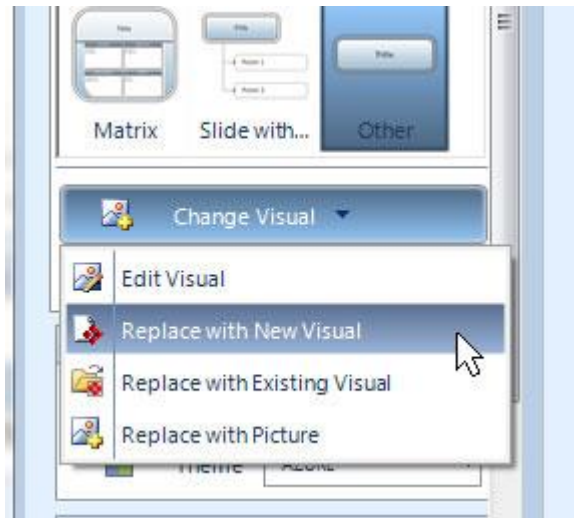 Matrix
Slide with...
Other
Change Visual
Edit Visual
Replace with New Visual
Replace with Existing Visual
Replace with Picture
Theme